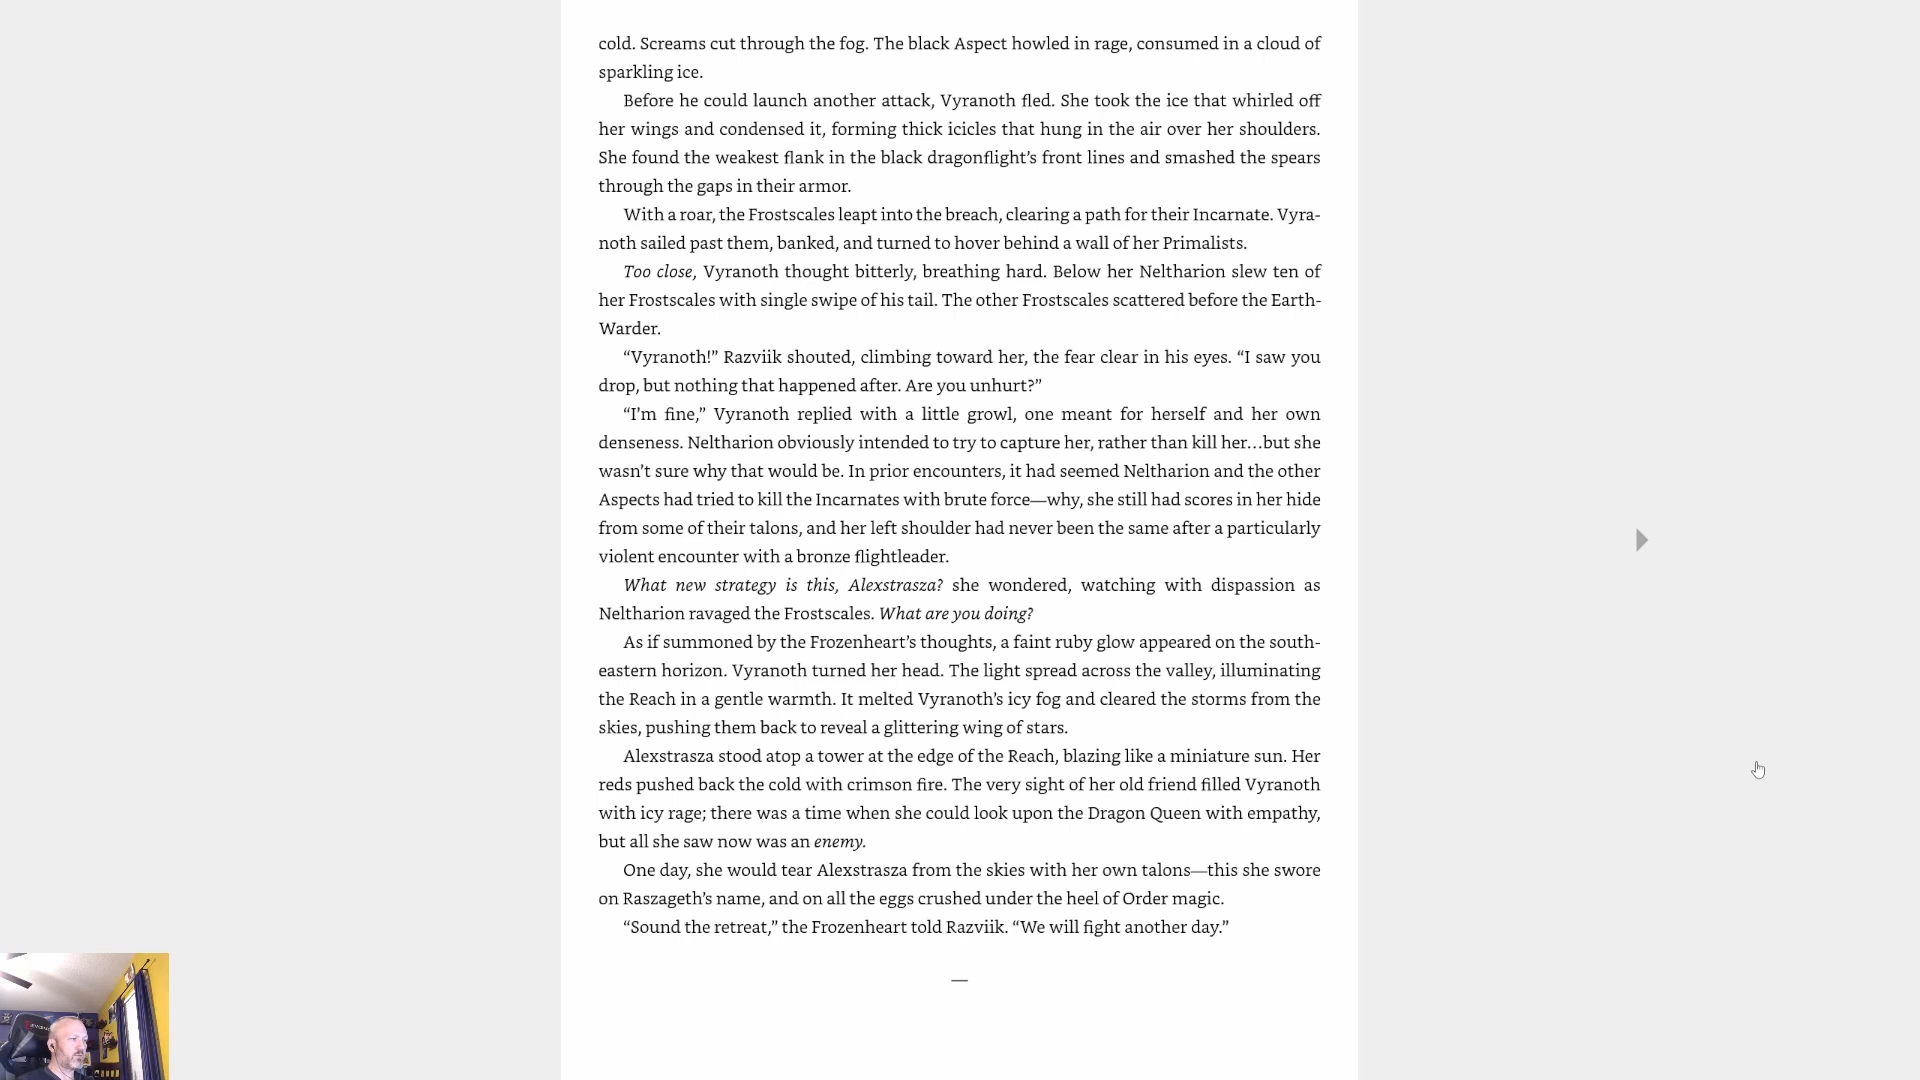 cold. Screams cut through the fog. The black Aspect howled in rage, consumed in a cloud of
sparkling ice.
Before he could launch another attack, Vyranoth fled. She took the ice that whirled off
her wings and condensed it, forming thick icicles that hung in the air over her shoulders.
She found the weakest flank in the black dragonflight’s front lines and smashed the spears
through the gaps in their armor.
With a roar, the Frostscales leapt into the breach, clearing a path for their Incarnate. Vyra-
noth sailed past them, banked, and turned to hover behind a wall of her Primalists.
Too close, Vyranoth thought bitterly, breathing hard. Below her Neltharion slew ten of
her Frostscales with single swipe of his tail. The other Frostscales scattered before the Earth-
Warder.
“Vyranoth!” Razviik shouted, climbing toward her, the fear clear in his eyes. “I saw you
drop, but nothing that happened after. Are you unhurt?”
“I’m fine,” Vyranoth replied with a little growl, one meant for herself and her own
denseness. Neltharion obviously intended to try to capture her, rather than kill her…but she
wasn’t sure why that would be. In prior encounters, it had seemed Neltharion and the other
Aspects had tried to kill the Incarnates with brute force—why, she still had scores in her hide
from some of their talons, and her left shoulder had never been the same after a particularly
violent encounter with a bronze flightleader.
What new strategy is this, Alexstrasza? she wondered, watching with dispassion as
Neltharion ravaged the Frostscales. What are you doing?
As if summoned by the Frozenheart’s thoughts, a faint ruby glow appeared on the south-
eastern horizon. Vyranoth turned her head. The light spread across the valley, illuminating
the Reach in a gentle warmth. It melted Vyranoth’s icy fog and cleared the storms from the
skies, pushing them back to reveal a glittering wing of stars.
Alexstrasza stood atop a tower at the edge of the Reach, blazing like a miniature sun. Her
reds pushed back the cold with crimson fire. The very sight of her old friend filled Vyranoth
with icy rage; there was a time when she could look upon the Dragon Queen with empathy,
but all she saw now was an enemy.
One day, she would tear Alexstrasza from the skies with her own talons—this she swore
on Raszageth’s name, and on all the eggs crushed under the heel of Order magic.
“Sound the retreat,” the Frozenheart told Razviik. “We will fight another day.”
—